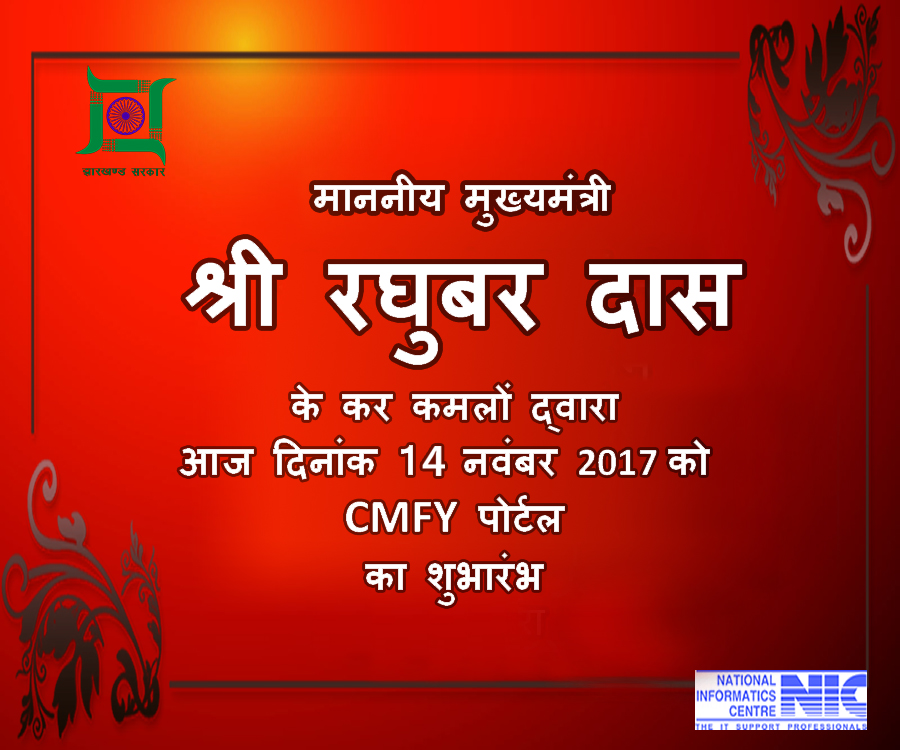 झारखण्ड सरकार
माननीय मुख्यमंत्री
श्री रघुबर दास
के कर कमलों द्‌वारा
आज दिनांक 14 नवंबर 2017 को
CMFY पोर्टल
का शुभारंभ
NATIONAL
INFORMATICS
CENTRE
NIC
THE IT SUPPORT PROFESSIONALS